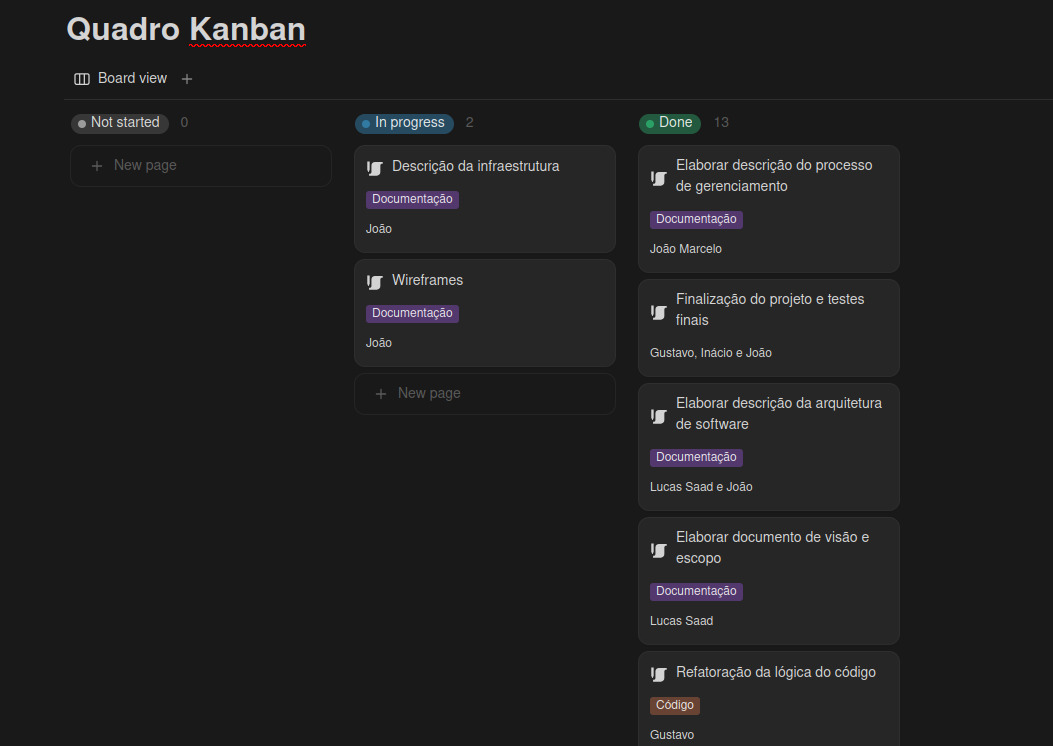 Quadro Kanban
Board view
Not started 0
New page
In progress 2
Descrição da infraestrutura
Documentação
João
Wireframes
Documentação
João
New page
Done 13
Elaborar descrição do processo
de gerenciamento
Documentação
João Marcelo
Finalização do projeto e testes
finais
Gustavo, Inácio e João
Elaborar descrição da arquitetura
de software
Documentação
Lucas Saad e João
Elaborar documento de visão e
escopo
Documentação
Lucas Saad
Refatoração da lógica do código
Código
Gustavo